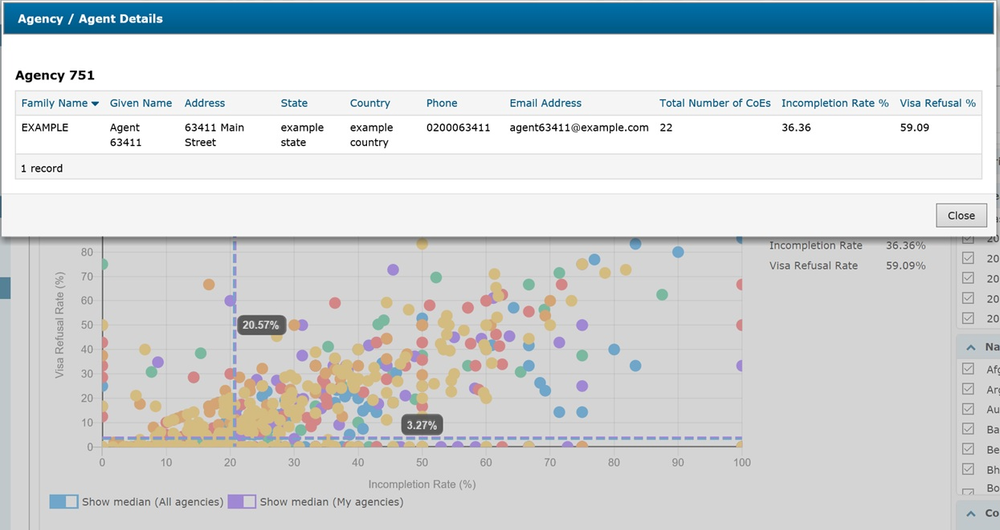 Agency / Agent Details
Agency 751
Family Name Given Name Address State Country Phone Email Address Total Number of CoEs Incompletion Rate % Visa Refusal %
EXAMPLE Agent 63411 Main example example 0200063411 agent63411@example.com 22 36.36 59.09
63411 Street state country
1 record
Close
Incompletion Rate 36.36%
Visa Refusal Rate 59.09%
Visa Refusal Rate (%)
80
70
60
50
40
30
20
10
0
20.57%
3.27%
0 10 20 30 40 50 60 70 80 90 100
Incompletion Rate (%)
Show median (All agencies) Show median (My agencies)
20
20
20
20
20
Na
Afg
Arg
Au
Ba
Be
Bh
Bo
Co